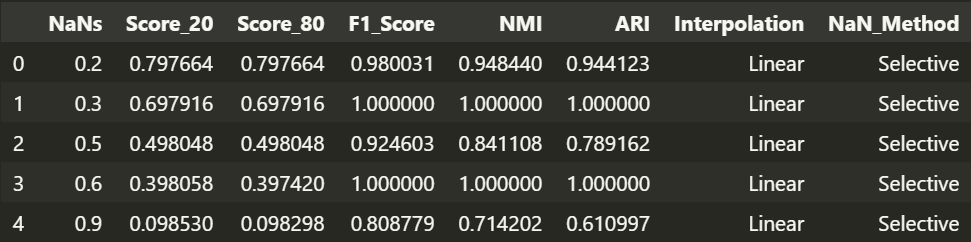 NaNs Score_20 Score_80 F1_Score NMI ARI Interpolation NaN_Method
0 0.2 0.797664 0.797664 0.980031 0.948440 0.944123 Linear Selective
1 0.3 0.697916 0.697916 1.000000 1.000000 1.000000 Linear Selective
2 0.5 0.498048 0.498048 0.924603 0.841108 0.789162 Linear Selective
3 0.6 0.398058 0.397420 1.000000 1.000000 1.000000 Linear Selective
4 0.9 0.098530 0.098298 0.808779 0.714202 0.610997 Linear Selective